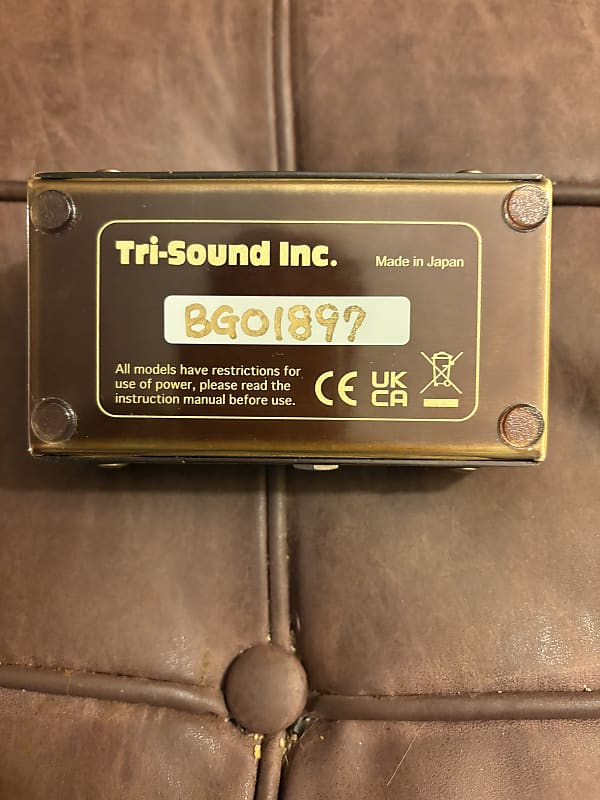 Tri-Sound Inc.
Made in Japan
BG01897
All models have restrictions for
use of power, please read the
instruction manual before use.
CE
UK
CA